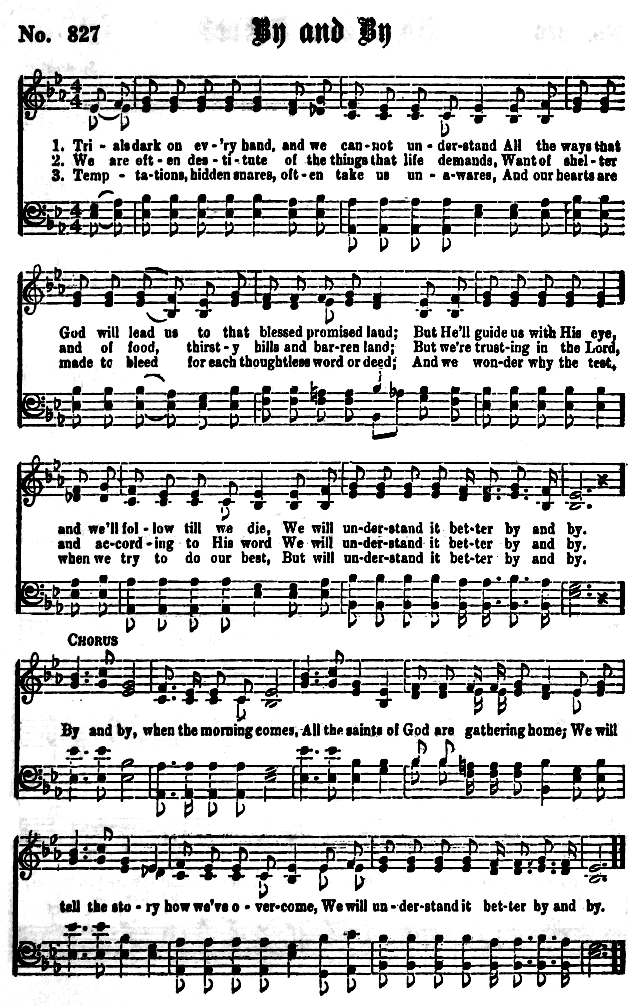 No. 327 By and By
1. Tri - als dark on ev-'ry hand, and we can-not un - der-stand All the ways that
2. We are oft-en des-ti-tute of the things that life demands, Want of shel-ter
3. Temp - ta-tions, hidden snares, oft-en take us un - a-wares, And our hearts are
God will lead us to that blessed promised land; But He'll guide us with His eye,
and of food, thirst-y hills and bar-ren land; But we're trust-ing in the Lord,
made to bleed for each thoughtless word or deed; And we won-der why the test,
and we'll fol-low till we die, We will un-der-stand it bet-ter by and by.
and ac-cord-ing to His word We will un-der-stand it bet-ter by and by.
when we try to do our best, But will un-der-stand it bet-ter by and by.
CHORUS
By and by, when the morning comes, All the saints of God are gathering home; We will
tell the sto-ry how we've o-ver-come, We will un-der-stand it bet-ter by and by.